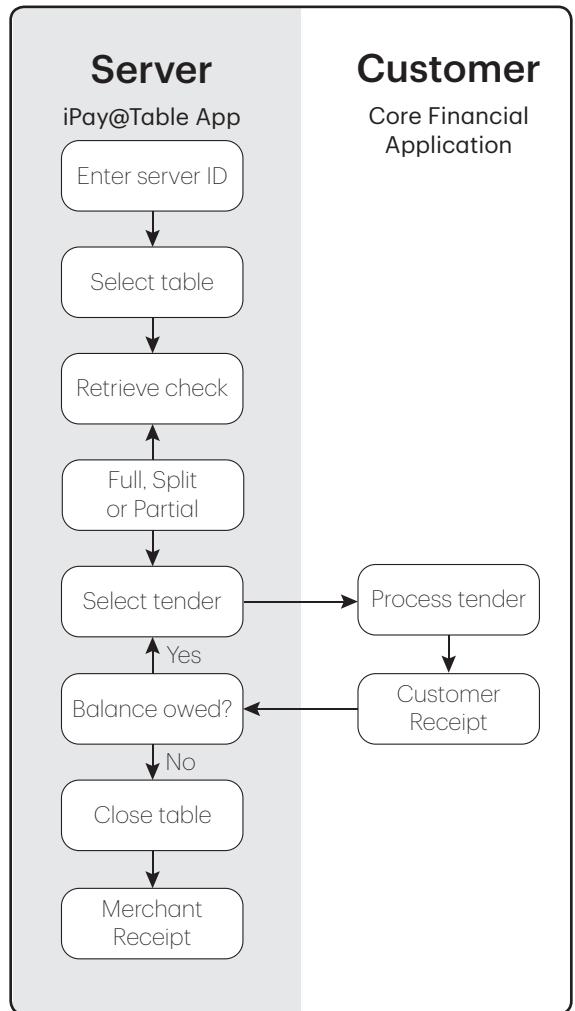 Server
iPay@Table App
Enter server ID
Select table
Retrieve check
Full, Split
or Partial
Select tender
Yes
Balance owed?
No
Close table
Merchant
Receipt
Customer
Core Financial
Application
Process tender
Customer
Receipt